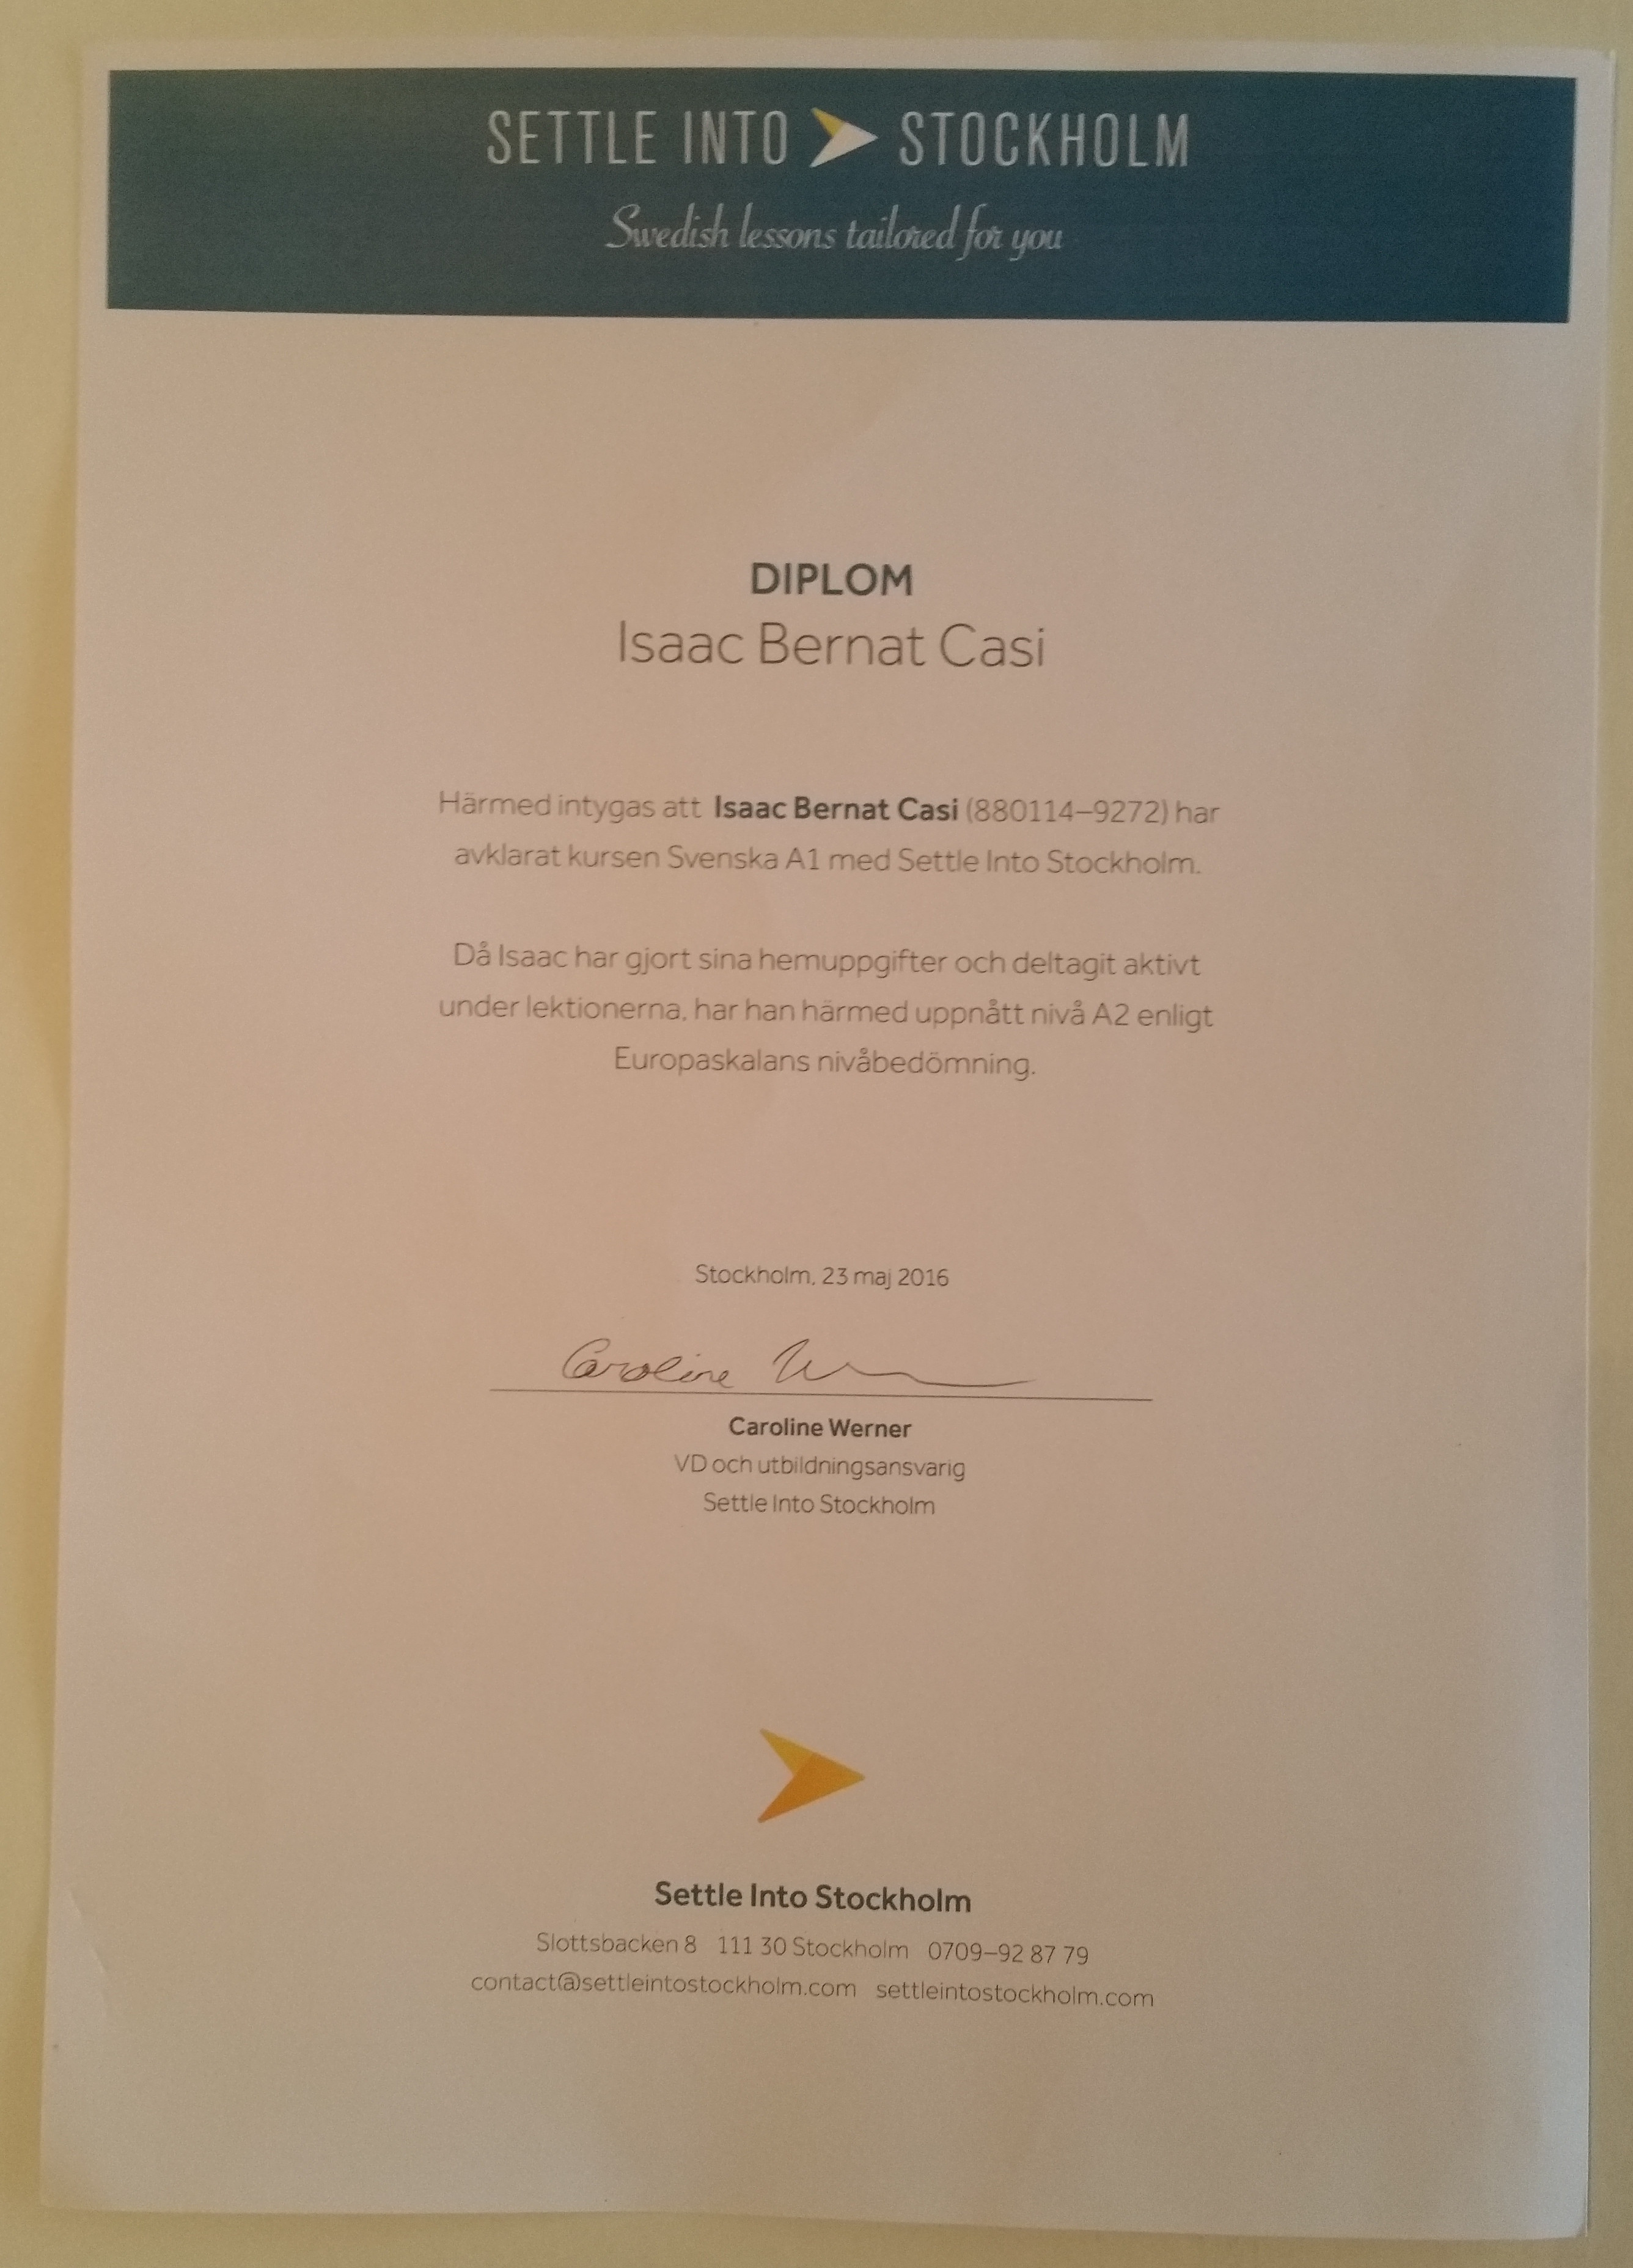 SETTLE INTO STOCKHOLM
Swedish lessons tailored for you
DIPLOM
Isaac Bernat Casi
Härmed intygas att Isaac Bernat Casi (880114–9272) har
avklarat kursen Svenska A1 med Settle Into Stockholm.
Då Isaac har gjort sina hemuppgifter och deltagit aktivt
under lektionerna, har han härmed uppnått nivå A2 enligt
Europaskalans nivåbedömning.
Stockholm, 23 maj 2016
Caroline
Caroline Werner
VD och utbildningsansvarig
Settle Into Stockholm
Settle Into Stockholm
Slottsbacken 8 111 30 Stockholm 0709–92 87 79
contact@settleintostockholm.com settleintostockholm.com